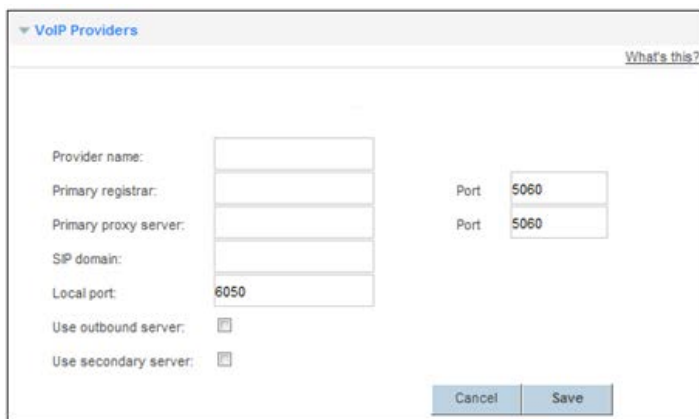 VoIP Providers
What's this?
Provider name:
Primary registrar: Port 5060
Primary proxy server: Port 5060
SIP domain:
Local port: 6050
Use outbound server:
Use secondary server:
Cancel Save